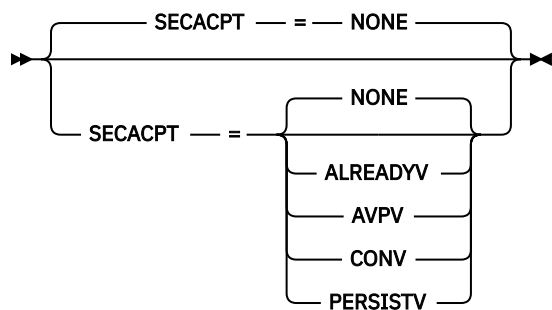 SECACPT = NONE
NONE
SECACPT =
ALREADYV
AVPV
CONV
PERSISTV